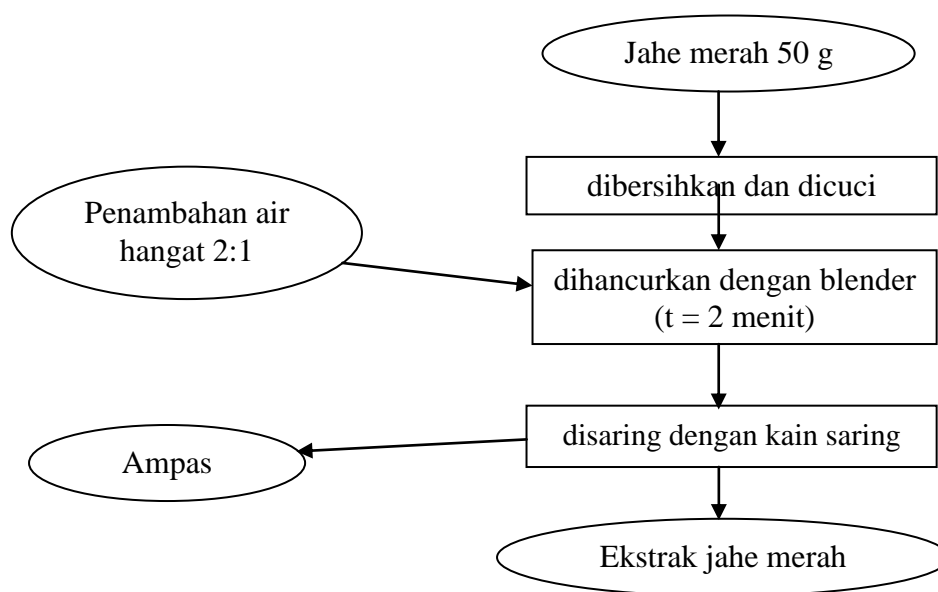 Jahe merah 50 g
dibersihkan dan dicuci
Penambahan air
hangat 2:1
dihancurkan dengan blender
(t = 2 menit)
disaring dengan kain saring
Ampas
Ekstrak jahe merah